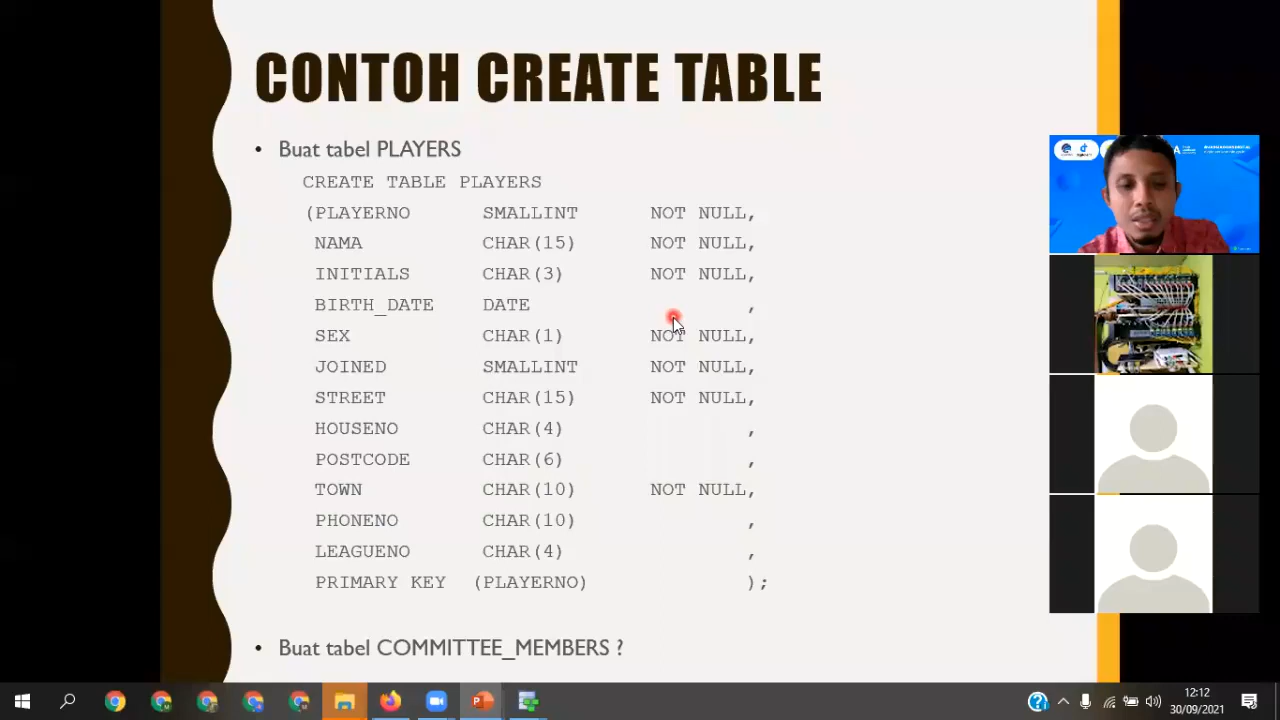 CONTOH CREATE TABLE
• Buat tabel PLAYERS
CREATE TABLE PLAYERS
(PLAYERNO SMALLINT NOT NULL,
NAMA CHAR(15) NOT NULL,
INITIALS CHAR(3) NOT NULL,
BIRTH_DATE DATE ,
SEX CHAR(1) NOT NULL,
JOINED SMALLINT NOT NULL,
STREET CHAR(15) NOT NULL,
HOUSENO CHAR(4) ,
POSTCODE CHAR(6) ,
TOWN CHAR(10) NOT NULL,
PHONENO CHAR(10) ,
LEAGUENO CHAR(4) ,
PRIMARY KEY (PLAYERNO) );
• Buat tabel COMMITTEE_MEMBERS ?
12:12
30/09/2021